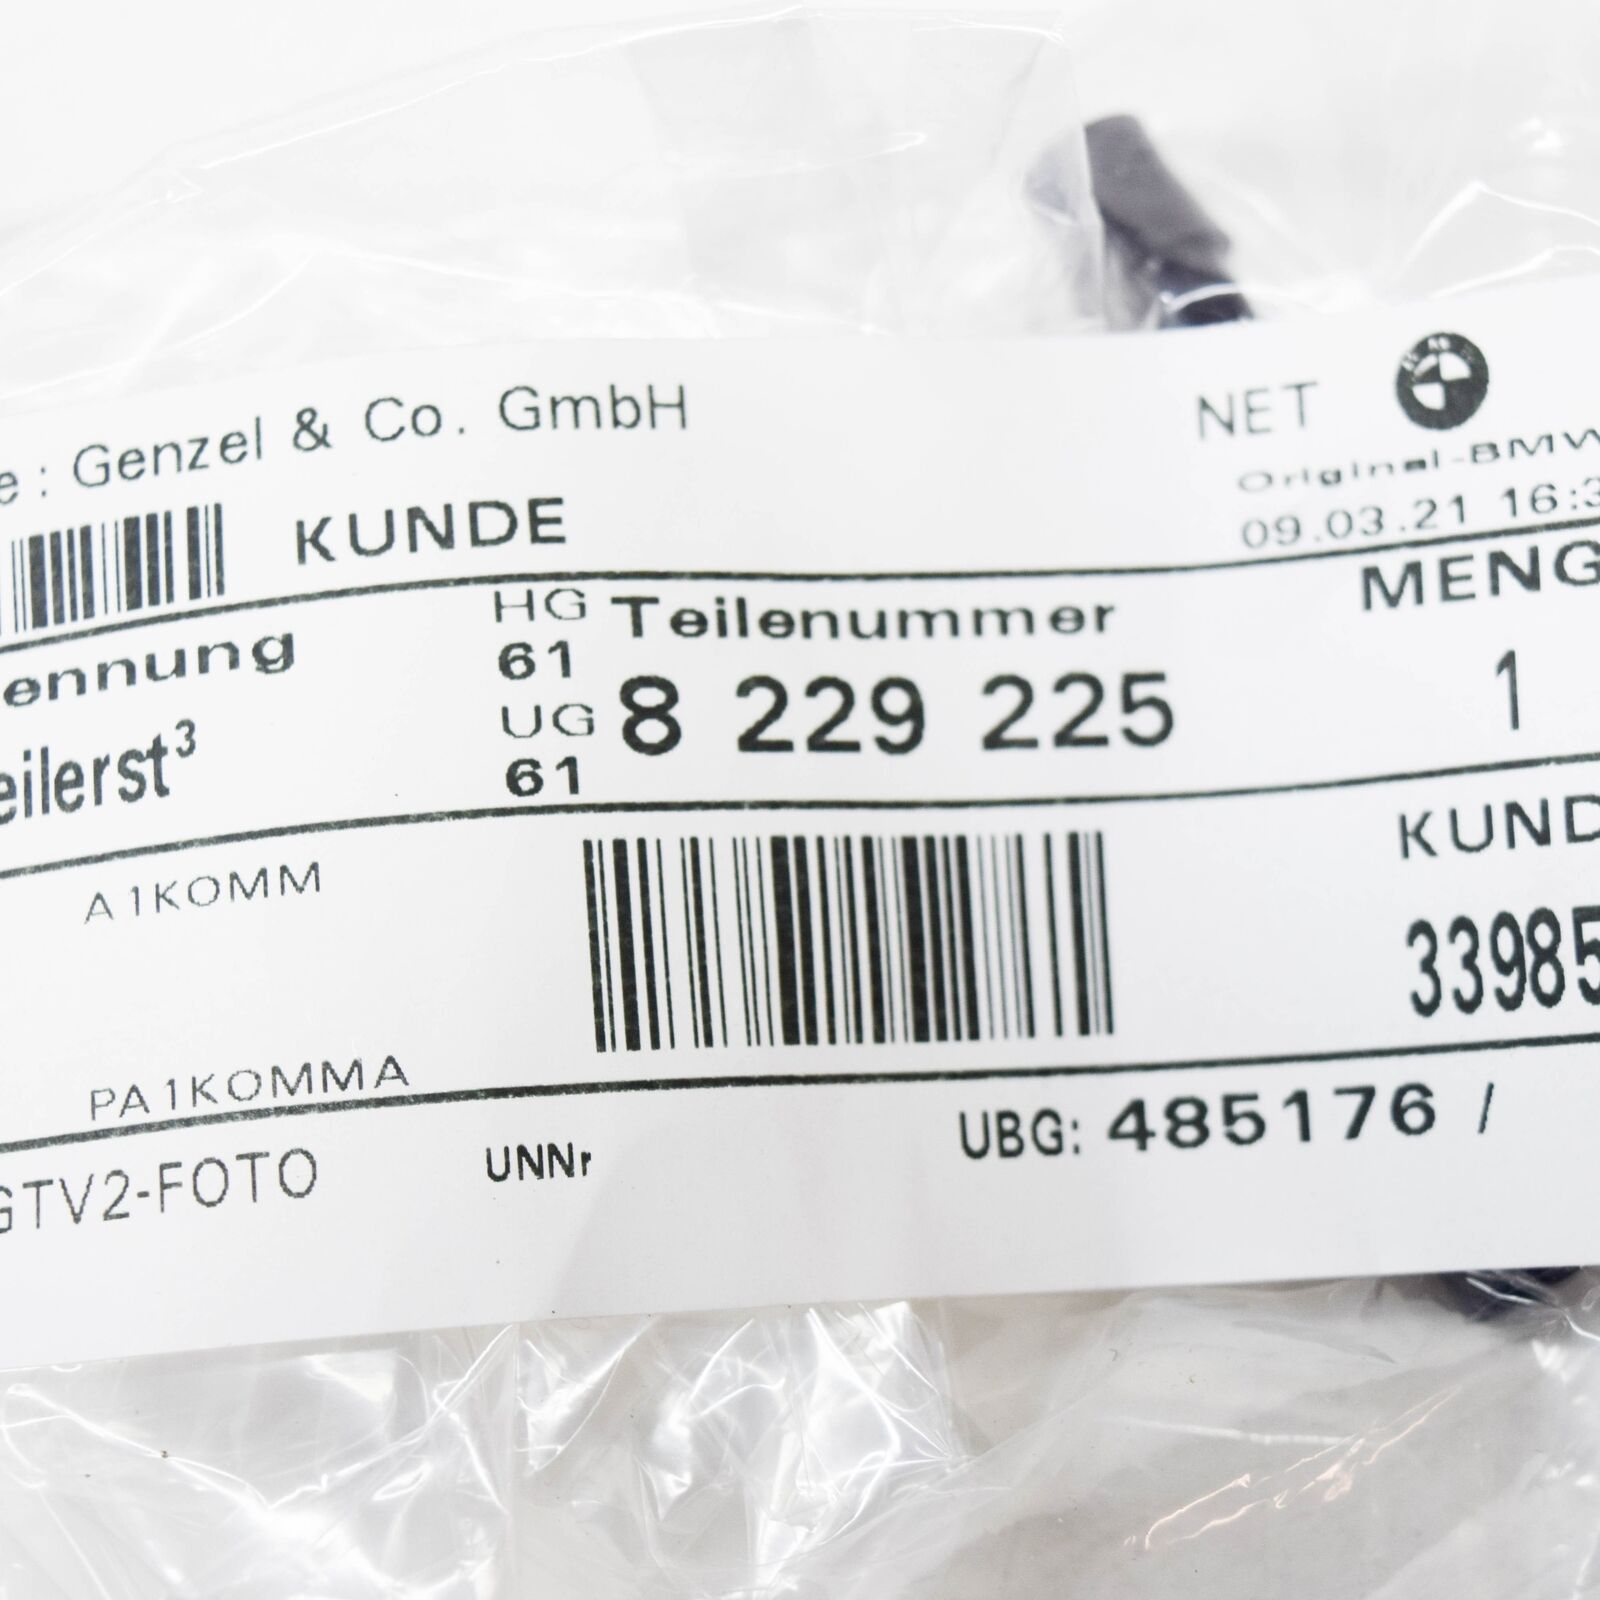 e : Genzel & Co. GmbH
NET
Original-BMW
09.03.21 16:3
KUNDE
ennung
HG
61
UG
61
Teilenummer
8 229 225
MENG
1
eilerst³
A1KOMM
KUND
33985
PA1KOMMA
GTV2-FOTO
UNNr
UBG: 485176 /